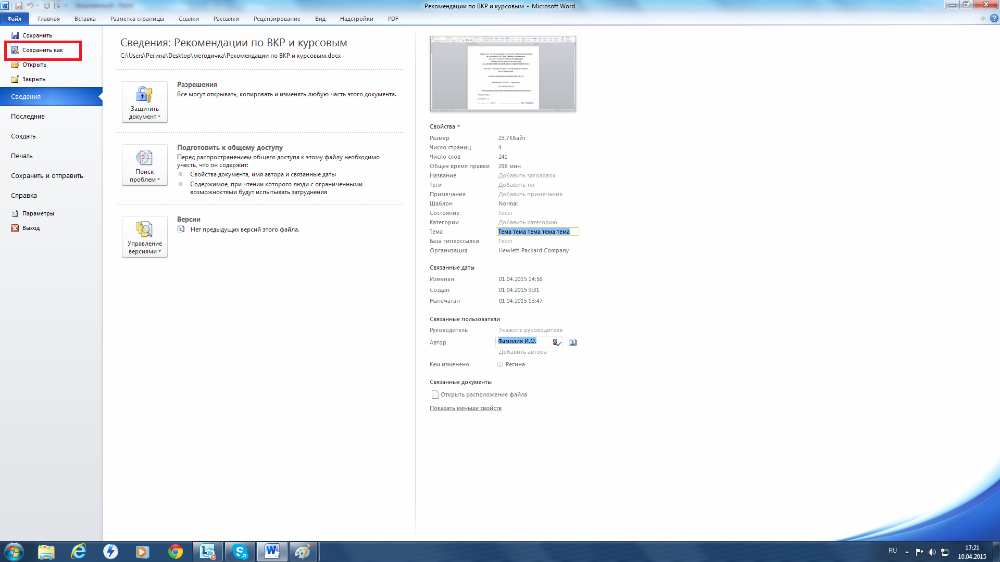 Рекомендации по ВКР и курсовым - Microsoft Word
Файл
Главная
Вставка
Разметка страницы
Ссылки
Рассылки
Рецензирование
Вид
Надстройки
PDF
Сохранить
Сохранить как
Открыть
Закрыть
Сведения
Последние
Создать
Печать
Сохранить и отправить
Справка
Параметры
Выход
Сведения: Рекомендации по ВКР и курсовым
C:\Users\Регина\Desktop\методичка\Рекомендации по ВКР и курсовым.docx
Защитить
документ
Разрешения
Все могут открывать, копировать и изменять любую часть этого документа.
Поиск
проблем
Подготовить к общему доступу
Перед распространением общего доступа к этому файлу необходимо
учесть, что он содержит:
Свойства документа, имя автора и связанные даты
Содержимое, при чтении которого люди с ограниченными
возможностями будут испытывать затруднения
Управление
версиями
Версии
Нет предыдущих версий этого файла.
Свойства
Размер 23,7Кбайт
Число страниц 4
Число слов 241
Общее время правки 298 мин
Название Добавить заголовок
Теги Добавить тег
Примечания Добавить примечания
Шаблон Normal
Состояние Текст
Категории Добавить категорию
Тема Тема тема тема тема тема
База гиперссылки Текст
Организация Hewlett-Packard Company
Связанные даты
Изменен 01.04.2015 14:58
Создан 01.04.2015 9:31
Напечатан 01.04.2015 13:47
Связанные пользователи
Руководитель Укажите руководителя
Автор Фамилия И.О.
Добавить автора
Кем изменено Регина
Связанные документы
Открыть расположение файла
Показать меньше свойств
RU
17:21
10.04.2015